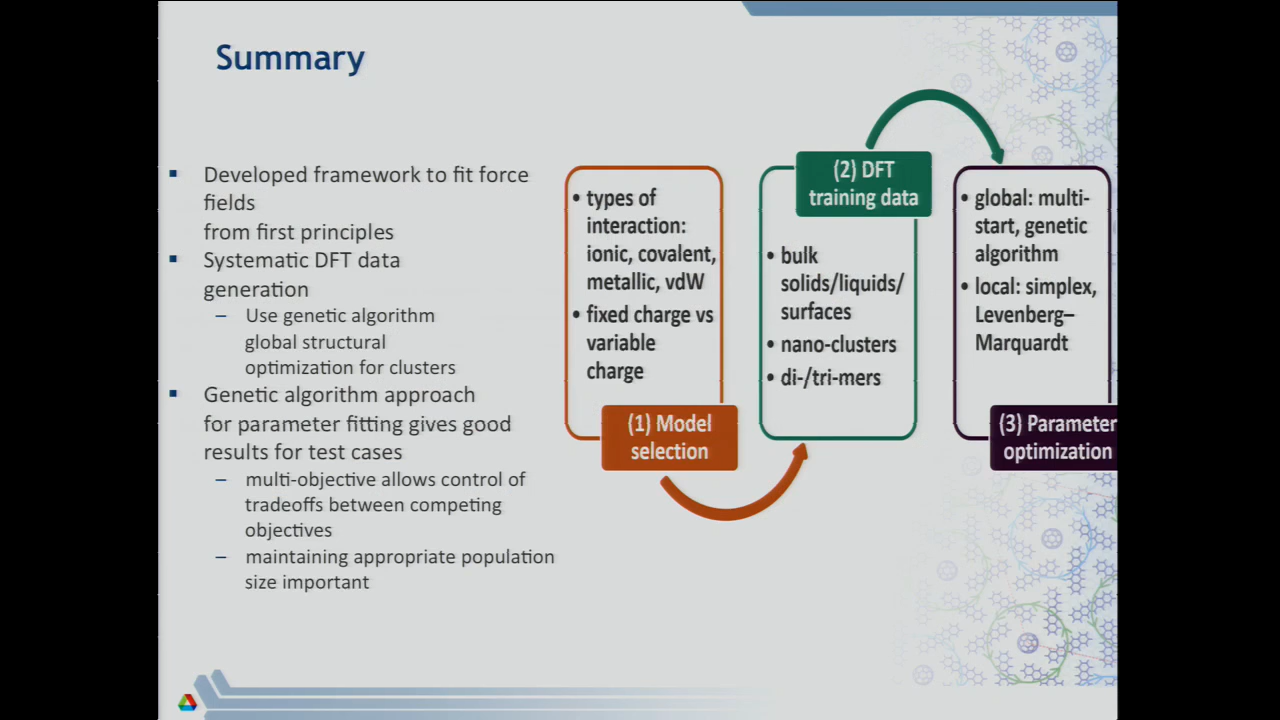 Summary
▪ Developed framework to fit force
fields
from first principles
▪ Systematic DFT data
generation
– Use genetic algorithm
global structural
optimization for clusters
▪ Genetic algorithm approach
for parameter fitting gives good
results for test cases
– multi-objective allows control of
tradeoffs between competing
objectives
– maintaining appropriate population
size important
• types of
interaction:
ionic, covalent,
metallic, vdW
• fixed charge vs
variable
charge
(1) Model
selection
(2) DFT
training data
• bulk
solids/liquids/
surfaces
• nano-clusters
• di-/tri-mers
• global: multi-
start, genetic
algorithm
• local: simplex,
Levenberg–
Marquardt
(3) Parameter
optimization